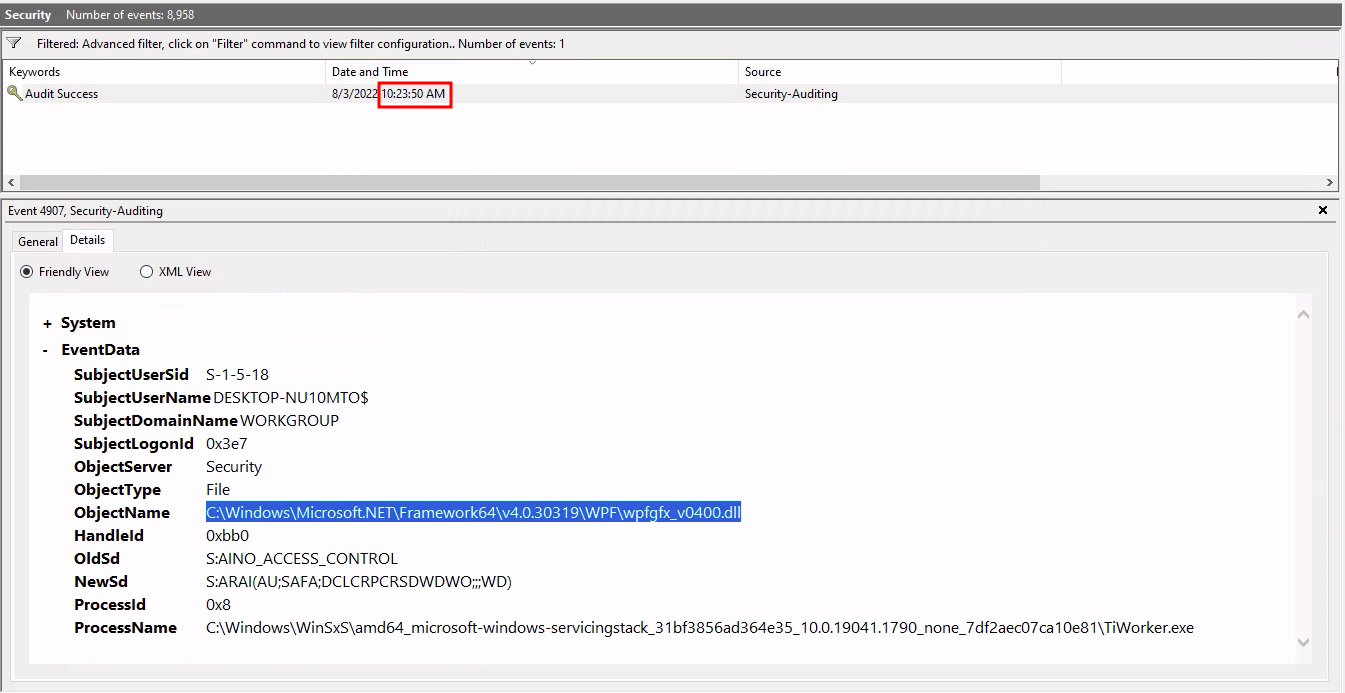 Security Number of events: 8,958
Filtered: Advanced filter, click on "Filter" command to view filter configuration.. Number of events: 1
Keywords Date and Time Source
Audit Success 8/3/2022 10:23:50 AM Security-Auditing
Event 4907, Security-Auditing
General Details
Friendly View XML View
+ System
- EventData
SubjectUserSid S-1-5-18
SubjectUserName DESKTOP-NU10MTO$
SubjectDomainName WORKGROUP
SubjectLogonId 0x3e7
ObjectServer Security
ObjectType File
ObjectName C:\Windows\Microsoft.NET\Framework64\v4.0.30319\WPF\wpfgfx_v0400.dll
HandleId 0xbb0
OldSd S:AINO_ACCESS_CONTROL
NewSd S:ARAI(AU;SAFA;DCLCRPCRSDWDWO;;;WD)
ProcessId 0x8
ProcessName C:\Windows\WinSxS\amd64_microsoft-windows-servicingstack_31bf3856ad364e35_10.0.19041.1790_none_7df2aec07ca10e81\TiWorker.exe